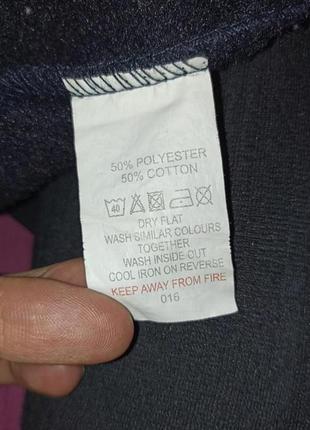 50% POLYESTER
50% COTTON
40
DRY FLAT
WASH SIMILAR COLOURS
TOGETHER
WASH INSIDE OUT
COOL IRON ON REVERSE
KEEP AWAY FROM FIRE
016